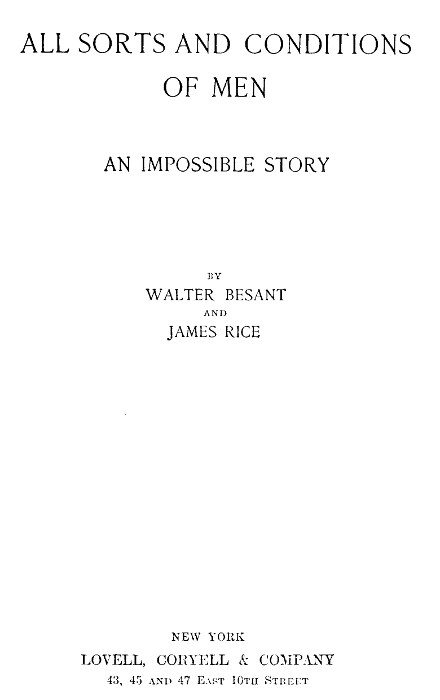 ALL SORTS AND CONDITIONS
OF MEN
AN IMPOSSIBLE STORY
BY
WALTER BESANT
AND
JAMES RICE
NEW YORK
LOVELL, CORYELL & COMPANY
43, 45 AND 47 EAST 10TH STREET